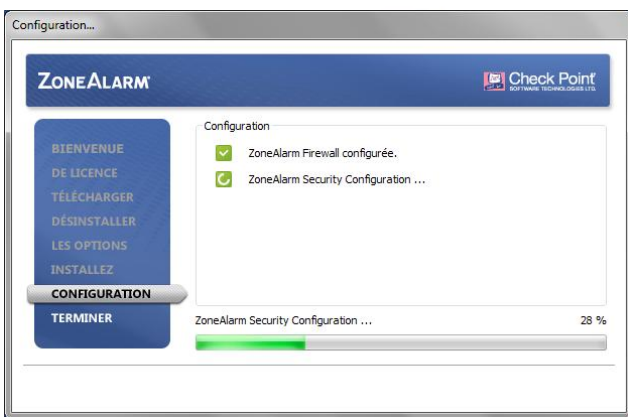 Configuration...
ZONEALARM
Check Point
SOFTWARE TECHNOLOGIES LTD.
BIENVENUE
DE LICENCE
TÉLÉCHARGER
DÉSINSTALLER
LES OPTIONS
INSTALLEZ
CONFIGURATION
TERMINER
Configuration
ZoneAlarm Firewall configurée.
ZoneAlarm Security Configuration ...
ZoneAlarm Security Configuration ... 28 %